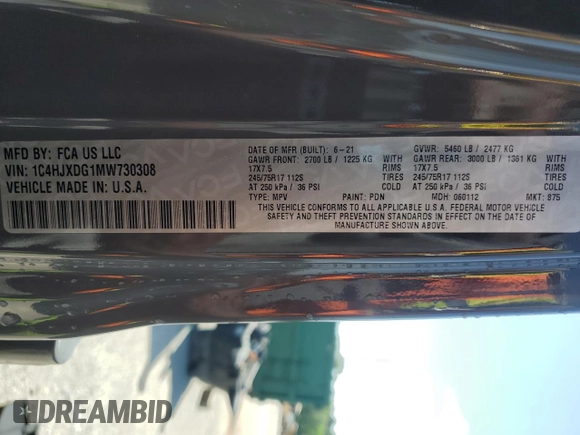 MFD BY: FCA US LLC
VIN: 1C4HJXDG1MW730308
VEHICLE MADE IN: U.S.A.
DATE OF MFR (BUILT): 6-21
GVWR: 5460 LB / 2477 KG
GAWR FRONT: 2700 LB / 1225 KG WITH
GAWR REAR: 3000 LB / 1361 KG WITH
17X7.5 RIMS
17X7.5 RIMS
245/75R17 112S TIRES
245/75R17 112S TIRES
AT 250 kPa / 36 PSI
AT 250 kPa / 36 PSI
TYPE: MPV
PAINT: PDN
MDH: 060112
MKT: 875
THIS VEHICLE CONFORMS TO ALL APPLICABLE U.S.A. FEDERAL MOTOR VEHICLE
SAFETY AND THEFT PREVENTION STANDARDS IN EFFECT ON THE DATE OF
MANUFACTURE SHOWN ABOVE.
DREAMBID